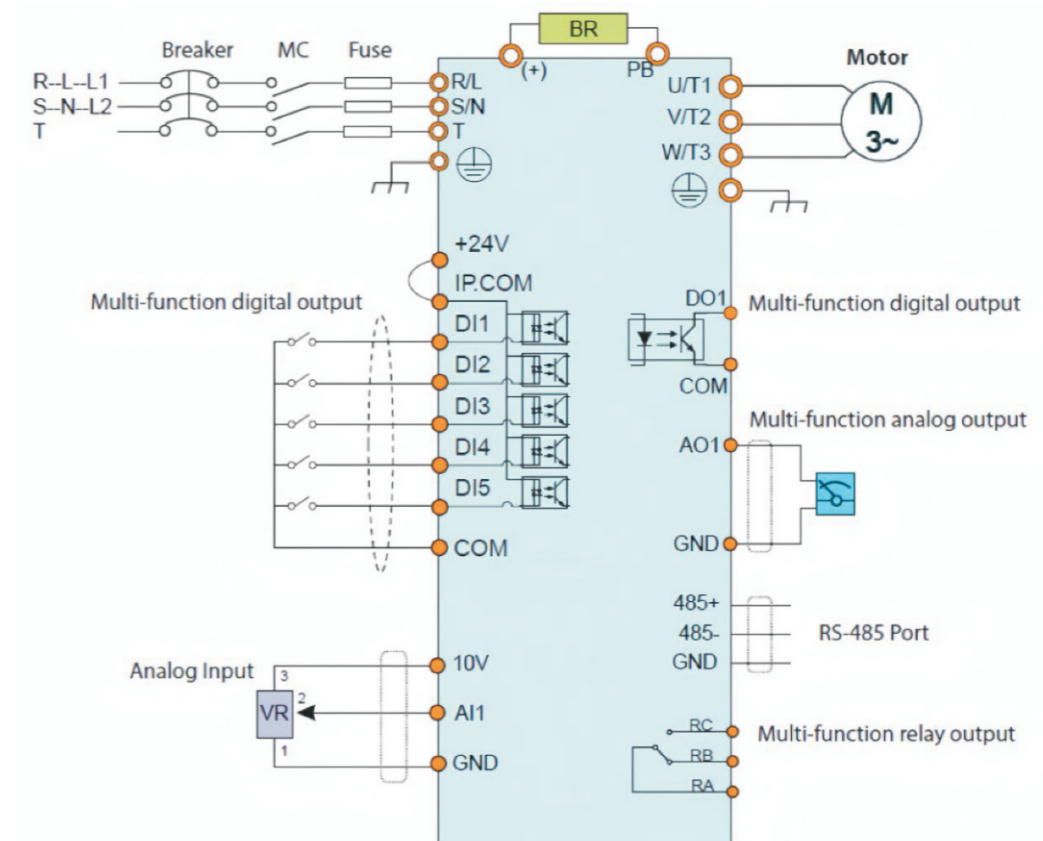 BR
Breaker MC Fuse
(+) PB
Motor
R--L--L1 R/L U/T1
S--N--L2 S/N V/T2 M
T T W/T3 3~
+24V
IP.COM
Multi-function digital output DO1 Multi-function digital output
DI1
DI2 COM
DI3
Multi-function analog output
DI4 AO1
DI5
COM GND
485+
485- RS-485 Port
Analog Input 10V GND
3
VR 2 AI1
1
RC Multi-function relay output
GND RB
RA